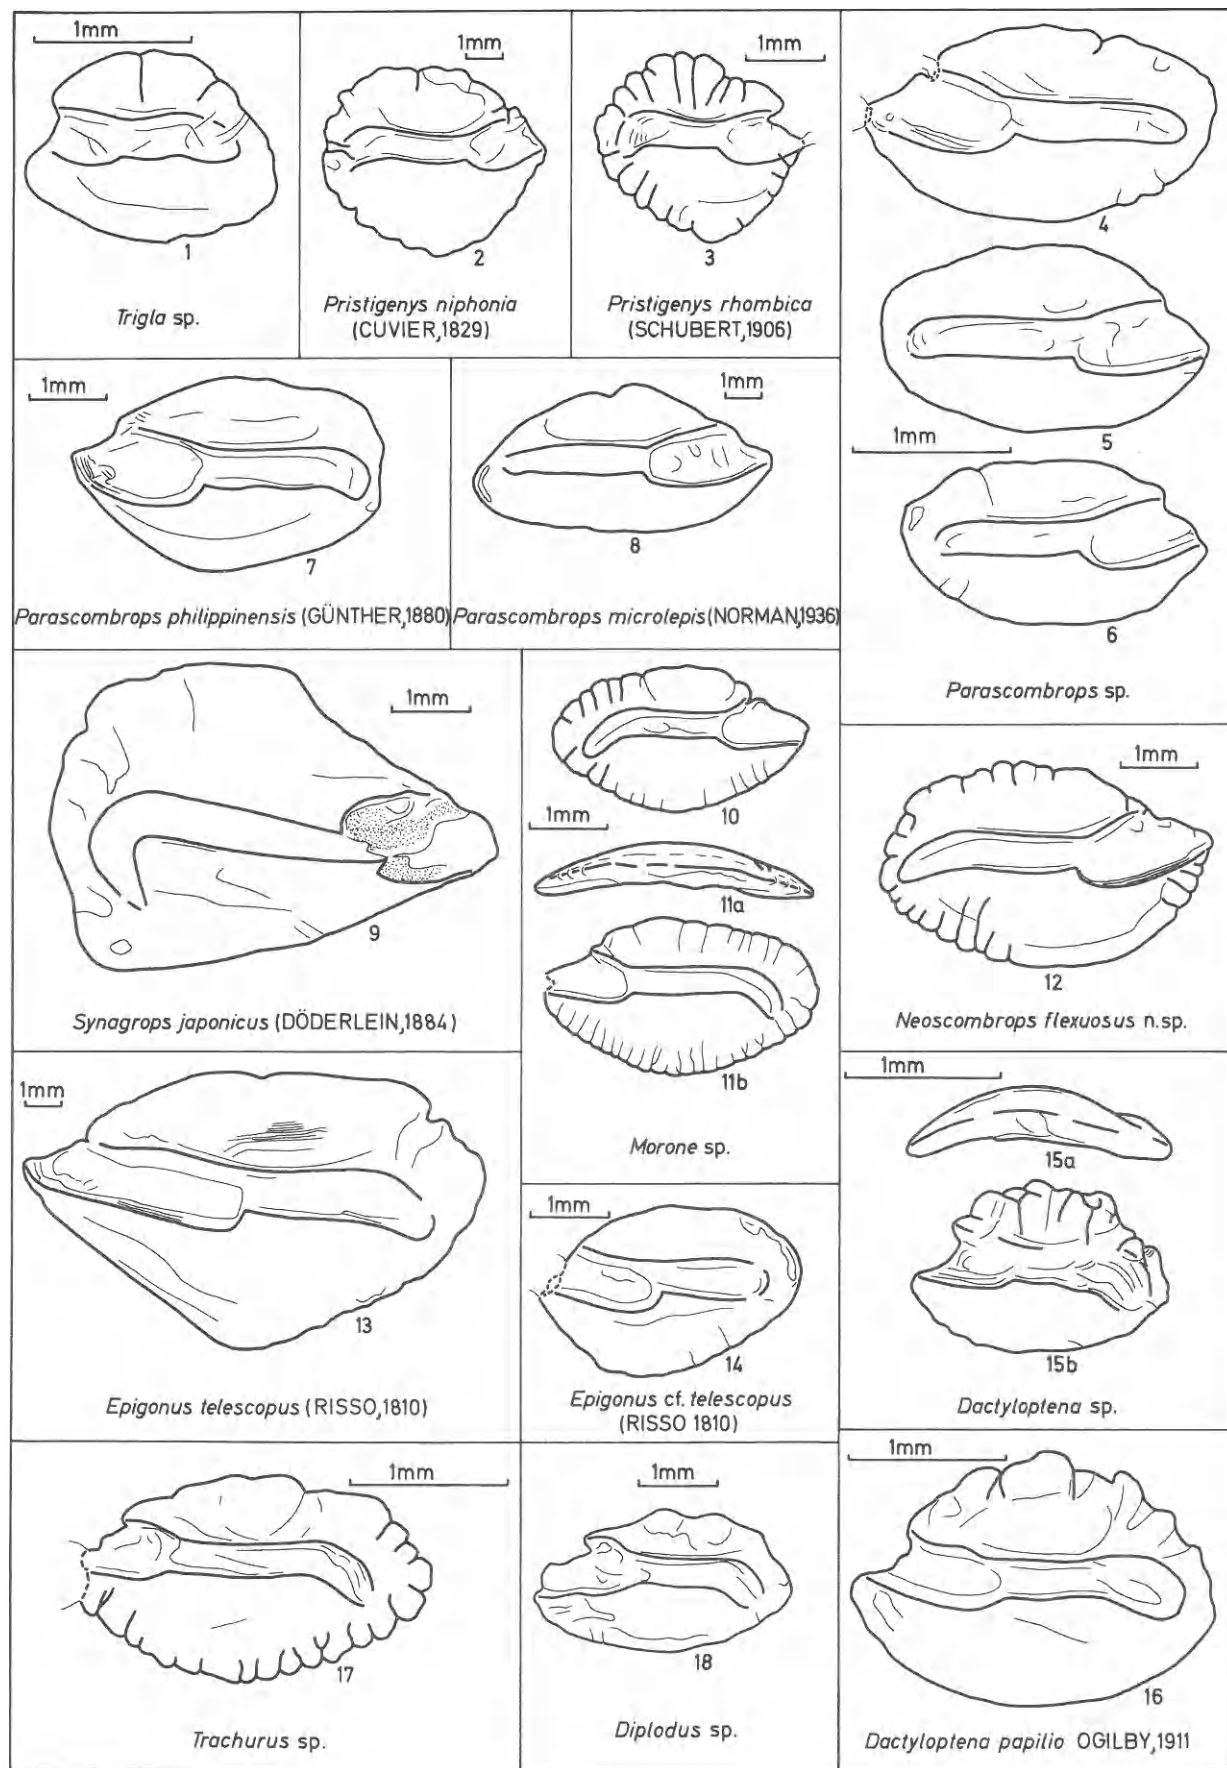 1mm
1
Trigla sp.
1mm
2
Pristigenys niphonia
(CUVIER,1829)
1mm
3
Pristigenys rhombica
(SCHUBERT,1906)
4
5
1mm
6
Parascombrops sp.
1mm
7
Parascombrops philippinensis (GÜNTHER,1880)
1mm
8
Parascombrops microlepis (NORMAN,1936)
1mm
9
Synagrops japonicus (DÖDERLEIN,1884)
10
1mm
11a
11b
Morone sp.
1mm
12
Neoscombrops flexuosus n.sp.
1mm
13
Epigonus telescopus (RISSO,1810)
1mm
14
Epigonus cf. telescopus
(RISSO 1810)
1mm
15a
15b
Dactyloptena sp.
1mm
17
Trachurus sp.
1mm
18
Diplodus sp.
1mm
16
Dactyloptena papilio OGILBY,1911